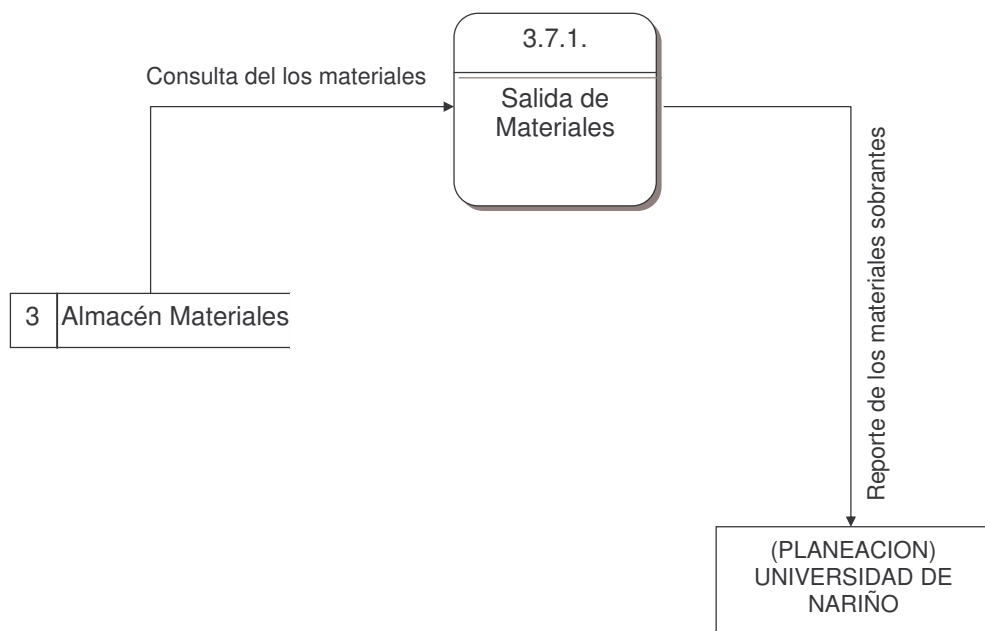 3.7.1.
Consulta del los materiales
Salida de
Materiales
Reporte de los materiales sobrantes
3
Almacén Materiales
(PLANEACION)
UNIVERSIDAD DE
NARIÑO